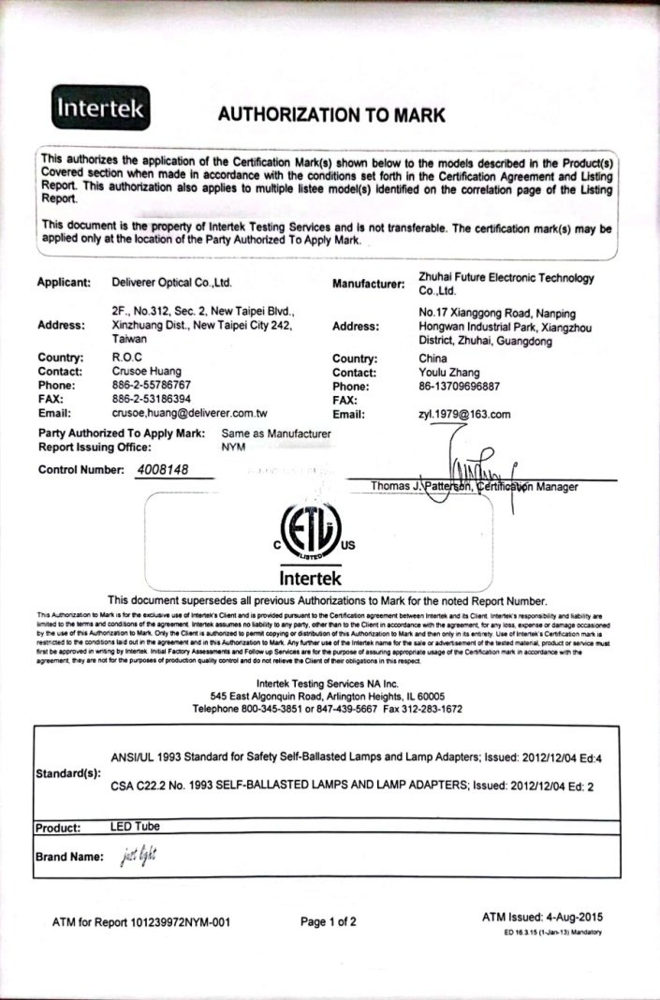 Intertek
AUTHORIZATION TO MARK
This authorizes the application of the Certification Mark(s) shown below to the models described in the Product(s)
Covered section when made in accordance with the conditions set forth in the Certification Agreement and Listing
Report. This authorization also applies to multiple listee model(s) identified on the correlation page of the Listing
Report.
This document is the property of Intertek Testing Services and is not transferable. The certification mark(s) may be
applied only at the location of the Party Authorized To Apply Mark.
Applicant: Deliverer Optical Co.,Ltd.
Address: 2F., No.312, Sec. 2, New Taipei Blvd.,
Xinzhuang Dist., New Taipei City 242,
Taiwan
Country: R.O.C
Contact: Crusoe Huang
Phone: 886-2-55786767
FAX: 886-2-53186394
Email: crusoe,huang@deliverer.com.tw
Manufacturer: Zhuhai Future Electronic Technology
Co.,Ltd.
Address: No.17 Xianggong Road, Nanping
Hongwan Industrial Park, Xiangzhou
District, Zhuhai, Guangdong
Country: China
Contact: Youlu Zhang
Phone: 86-13709696887
FAX:
Email: zyl.1979@163.com
Party Authorized To Apply Mark: Same as Manufacturer
Report Issuing Office: NYM
Control Number: 4008148
Thomas J. Patterson, Certification Manager
C ETL US
LISTED
Intertek
This document supersedes all previous Authorizations to Mark for the noted Report Number.
This Authorization to Mark is for the exclusive use of Intertek's Client and is provided pursuant to the Certification agreement between Intertek and its Client. Intertek's responsibility and liability are
limited to the terms and conditions of the agreement. Intertek assumes no liability to any party, other than to the Client in accordance with the agreement, for any loss, expense or damage occasioned
by the use of this Authorization to Mark. Only the Client is authorized to permit copying or distribution of this Authorization to Mark and then only in its entirety. Use of Intertek's Certification mark is
restricted to the conditions laid out in the agreement and in this Authorization to Mark. Any further use of the Intertek name for the sale or advertisement of the tested material, product or service must
first be approved in writing by Intertek. Initial Factory Assessments and Follow up Services are for the purpose of assuring appropriate usage of the Certification mark in accordance with the
agreement, they are not for the purposes of production quality control and do not relieve the Client of their obligations in this respect.
Intertek Testing Services NA Inc.
545 East Algonquin Road, Arlington Heights, IL 60005
Telephone 800-345-3851 or 847-439-5667 Fax 312-283-1672
Standard(s): ANSI/UL 1993 Standard for Safety Self-Ballasted Lamps and Lamp Adapters; Issued: 2012/12/04 Ed:4
CSA C22.2 No. 1993 SELF-BALLASTED LAMPS AND LAMP ADAPTERS; Issued: 2012/12/04 Ed: 2
Product: LED Tube
Brand Name: just light
ATM for Report 101239972NYM-001
Page 1 of 2
ATM Issued: 4-Aug-2015
ED 16.3.15 (1-Jan-13) Mandatory